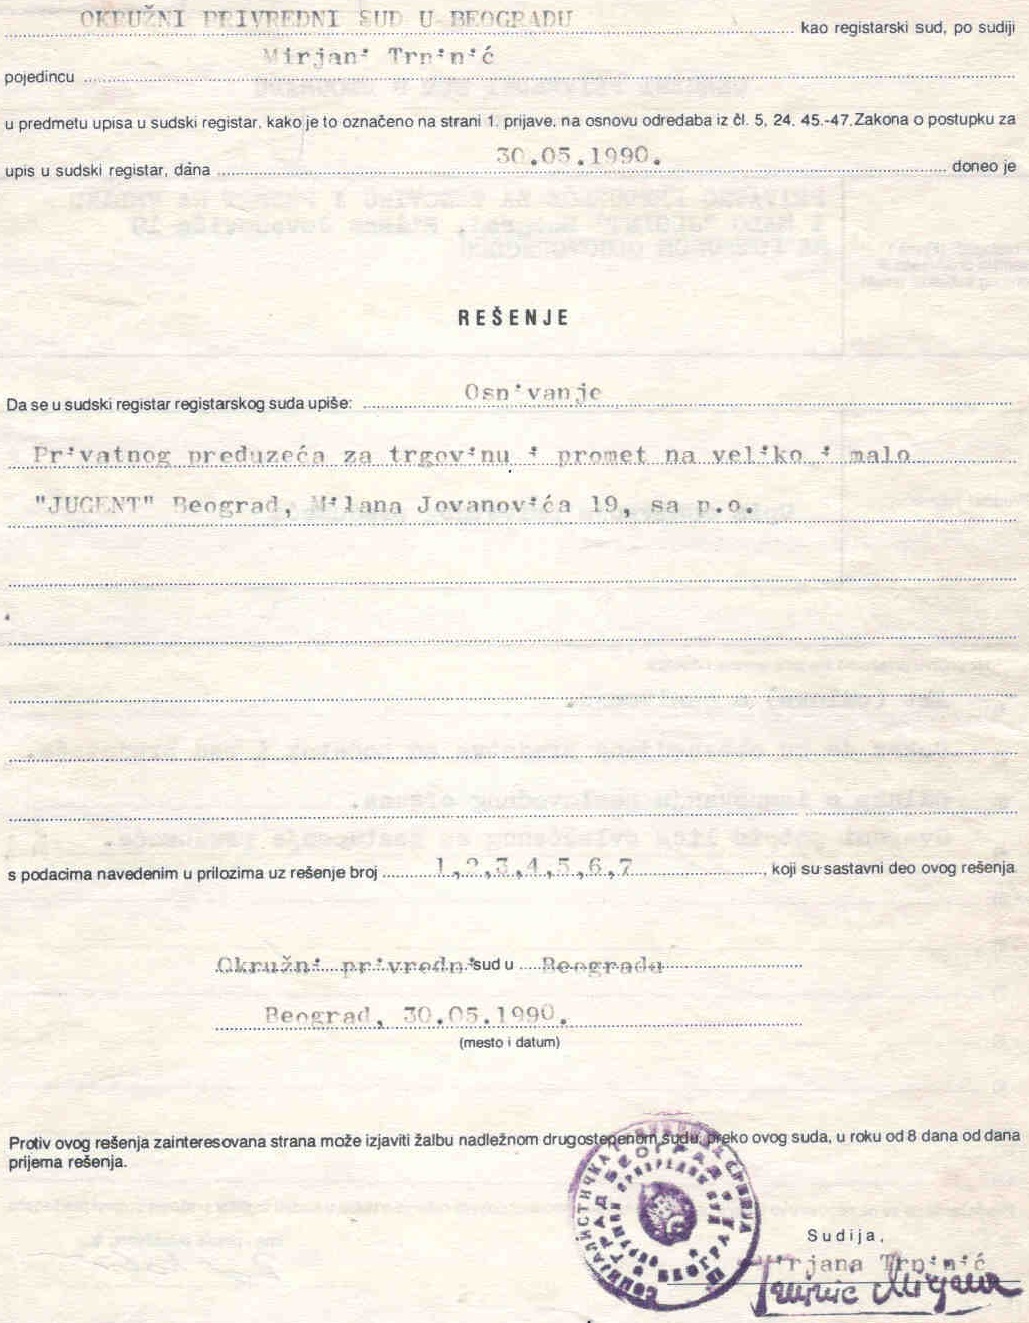 OKRUŽNI PRIVREDNI SUD U BEOGRADU kao registarski sud, po sudiji
Mirjani Trninić
pojedincu
u predmetu upisa u sudski registar, kako je to označeno na strani 1. prijave, na osnovu odredaba iz čl. 5, 24, 45.-47.Zakona o postupku za
30.05.1990.
upis u sudski registar, dana doneo je
REŠENJE
Da se u sudski registar registarskog suda upiše: Osnivanje
Privatnog preduzeća za trgovinu i promet na veliko i malo
"JUGENT" Beograd, Milana Jovanovića 19, sa p.o.
s podacima navedenim u prilozima uz rešenje broj 1,2,3,4,5,6,7, koji su sastavni deo ovog rešenja
Okružni privredni sud u Beogradu
Beograd, 30.05.1990.
(mesto i datum)
Protiv ovog rešenja zainteresovana strana može izjaviti žalbu nadležnom drugostepenom sudu, preko ovog suda, u roku od 8 dana od dana
prijema rešenja.
Sudija,
Mirjana Trninić
Trninić Mirjana